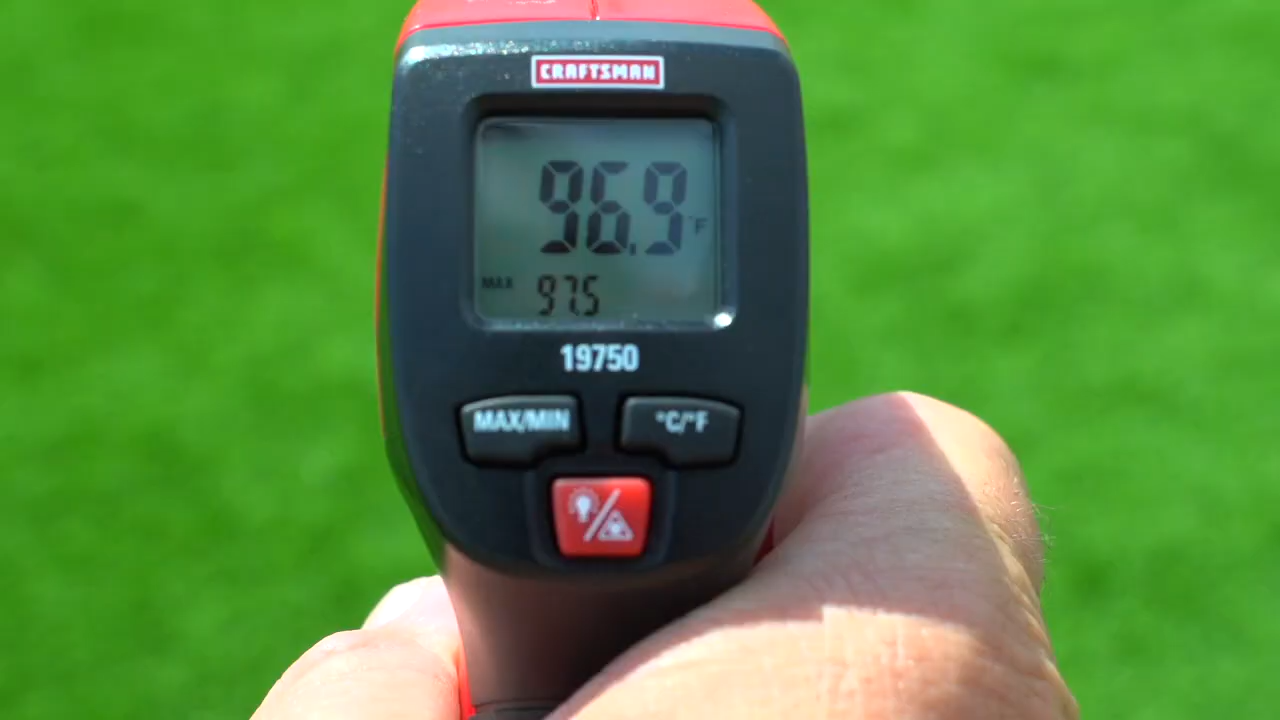 CRAFTSMAN
96.9 °F
MAX 97.5
19750
MAX/MIN °C/°F